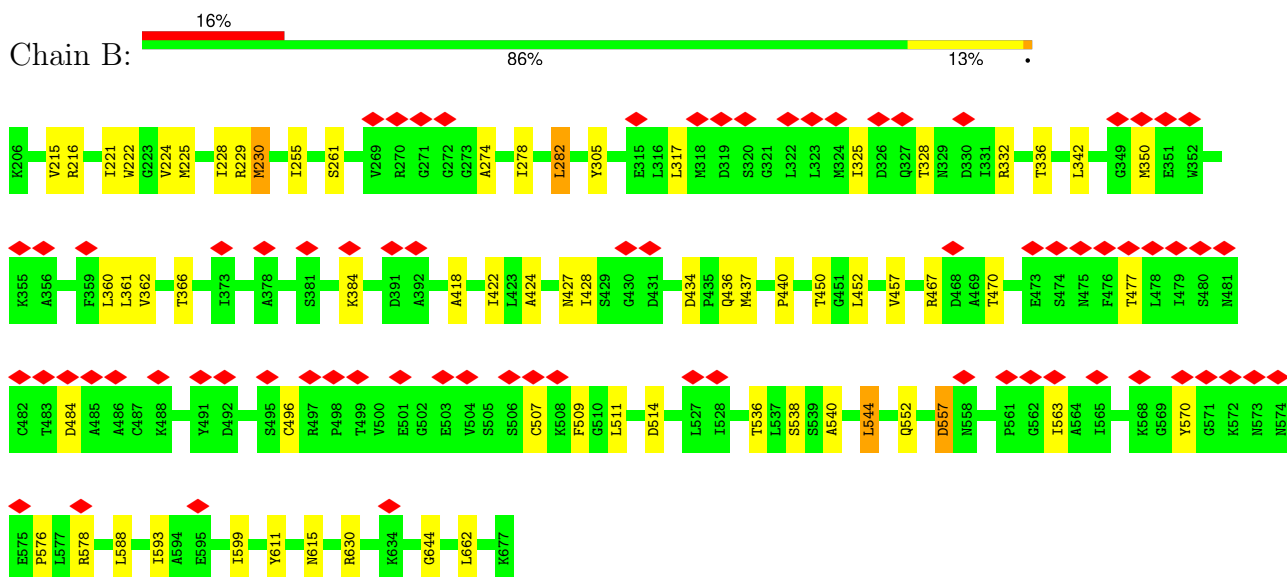 16%
Chain B:
86% 13% •
K206 V215 R216 I221 W222 G223 V224 M225 I228 R229 M230 I255 S261 V269 R270 G271 G272 G273 A274 I278 L282 Y305 E315 L316 L317 M318 D319 S320 G321 L322 L323 M324 I325 D326 Q327 T328 N329 D330 I331 R332 T336 L342 G349 M350 E351 W352
K355 A356 F359 L360 L361 V362 T366 I373 A378 S381 K384 D391 A392 A418 I422 L423 A424 N427 I428 S429 G430 D431 D434 P435 Q436 M437 P440 T450 G451 L452 V457 R467 D468 A469 T470 E473 S474 N475 F476 T477 L478 I479 S480 N481
C482 T483 D484 A485 A486 C487 K488 Y491 D492 S495 C496 R497 P498 T499 V500 E501 G502 E503 V504 S505 S506 C507 K508 F509 G510 L511 D514 L527 I528 T536 L537 S538 S539 A540 L544 Q552 D557 N558 P561 G562 I563 A564 I565 K568 G569 Y570 G571 K572 N573 N574
E575 P576 L577 R578 L588 I593 A594 E595 I599 Y611 N615 R630 K634 G644 L662 K677